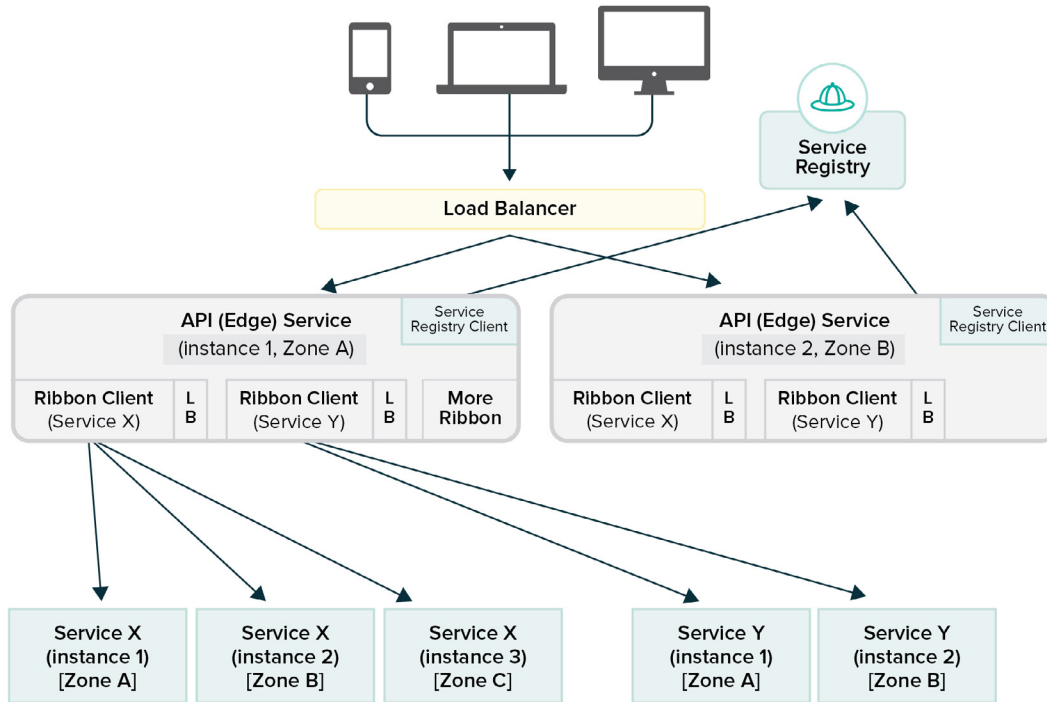 Service
Registry
Load Balancer
API (Edge) Service
(instance 1, Zone A)
Service
Registry Client
Ribbon Client
(Service X)
L
B
Ribbon Client
(Service Y)
L
B
More
Ribbon
API (Edge) Service
(instance 2, Zone B)
Service
Registry Client
Ribbon Client
(Service X)
L
B
Ribbon Client
(Service Y)
L
B
Service X
(instance 1)
[Zone A]
Service X
(instance 2)
[Zone B]
Service X
(instance 3)
[Zone C]
Service Y
(instance 1)
[Zone A]
Service Y
(instance 2)
[Zone B]